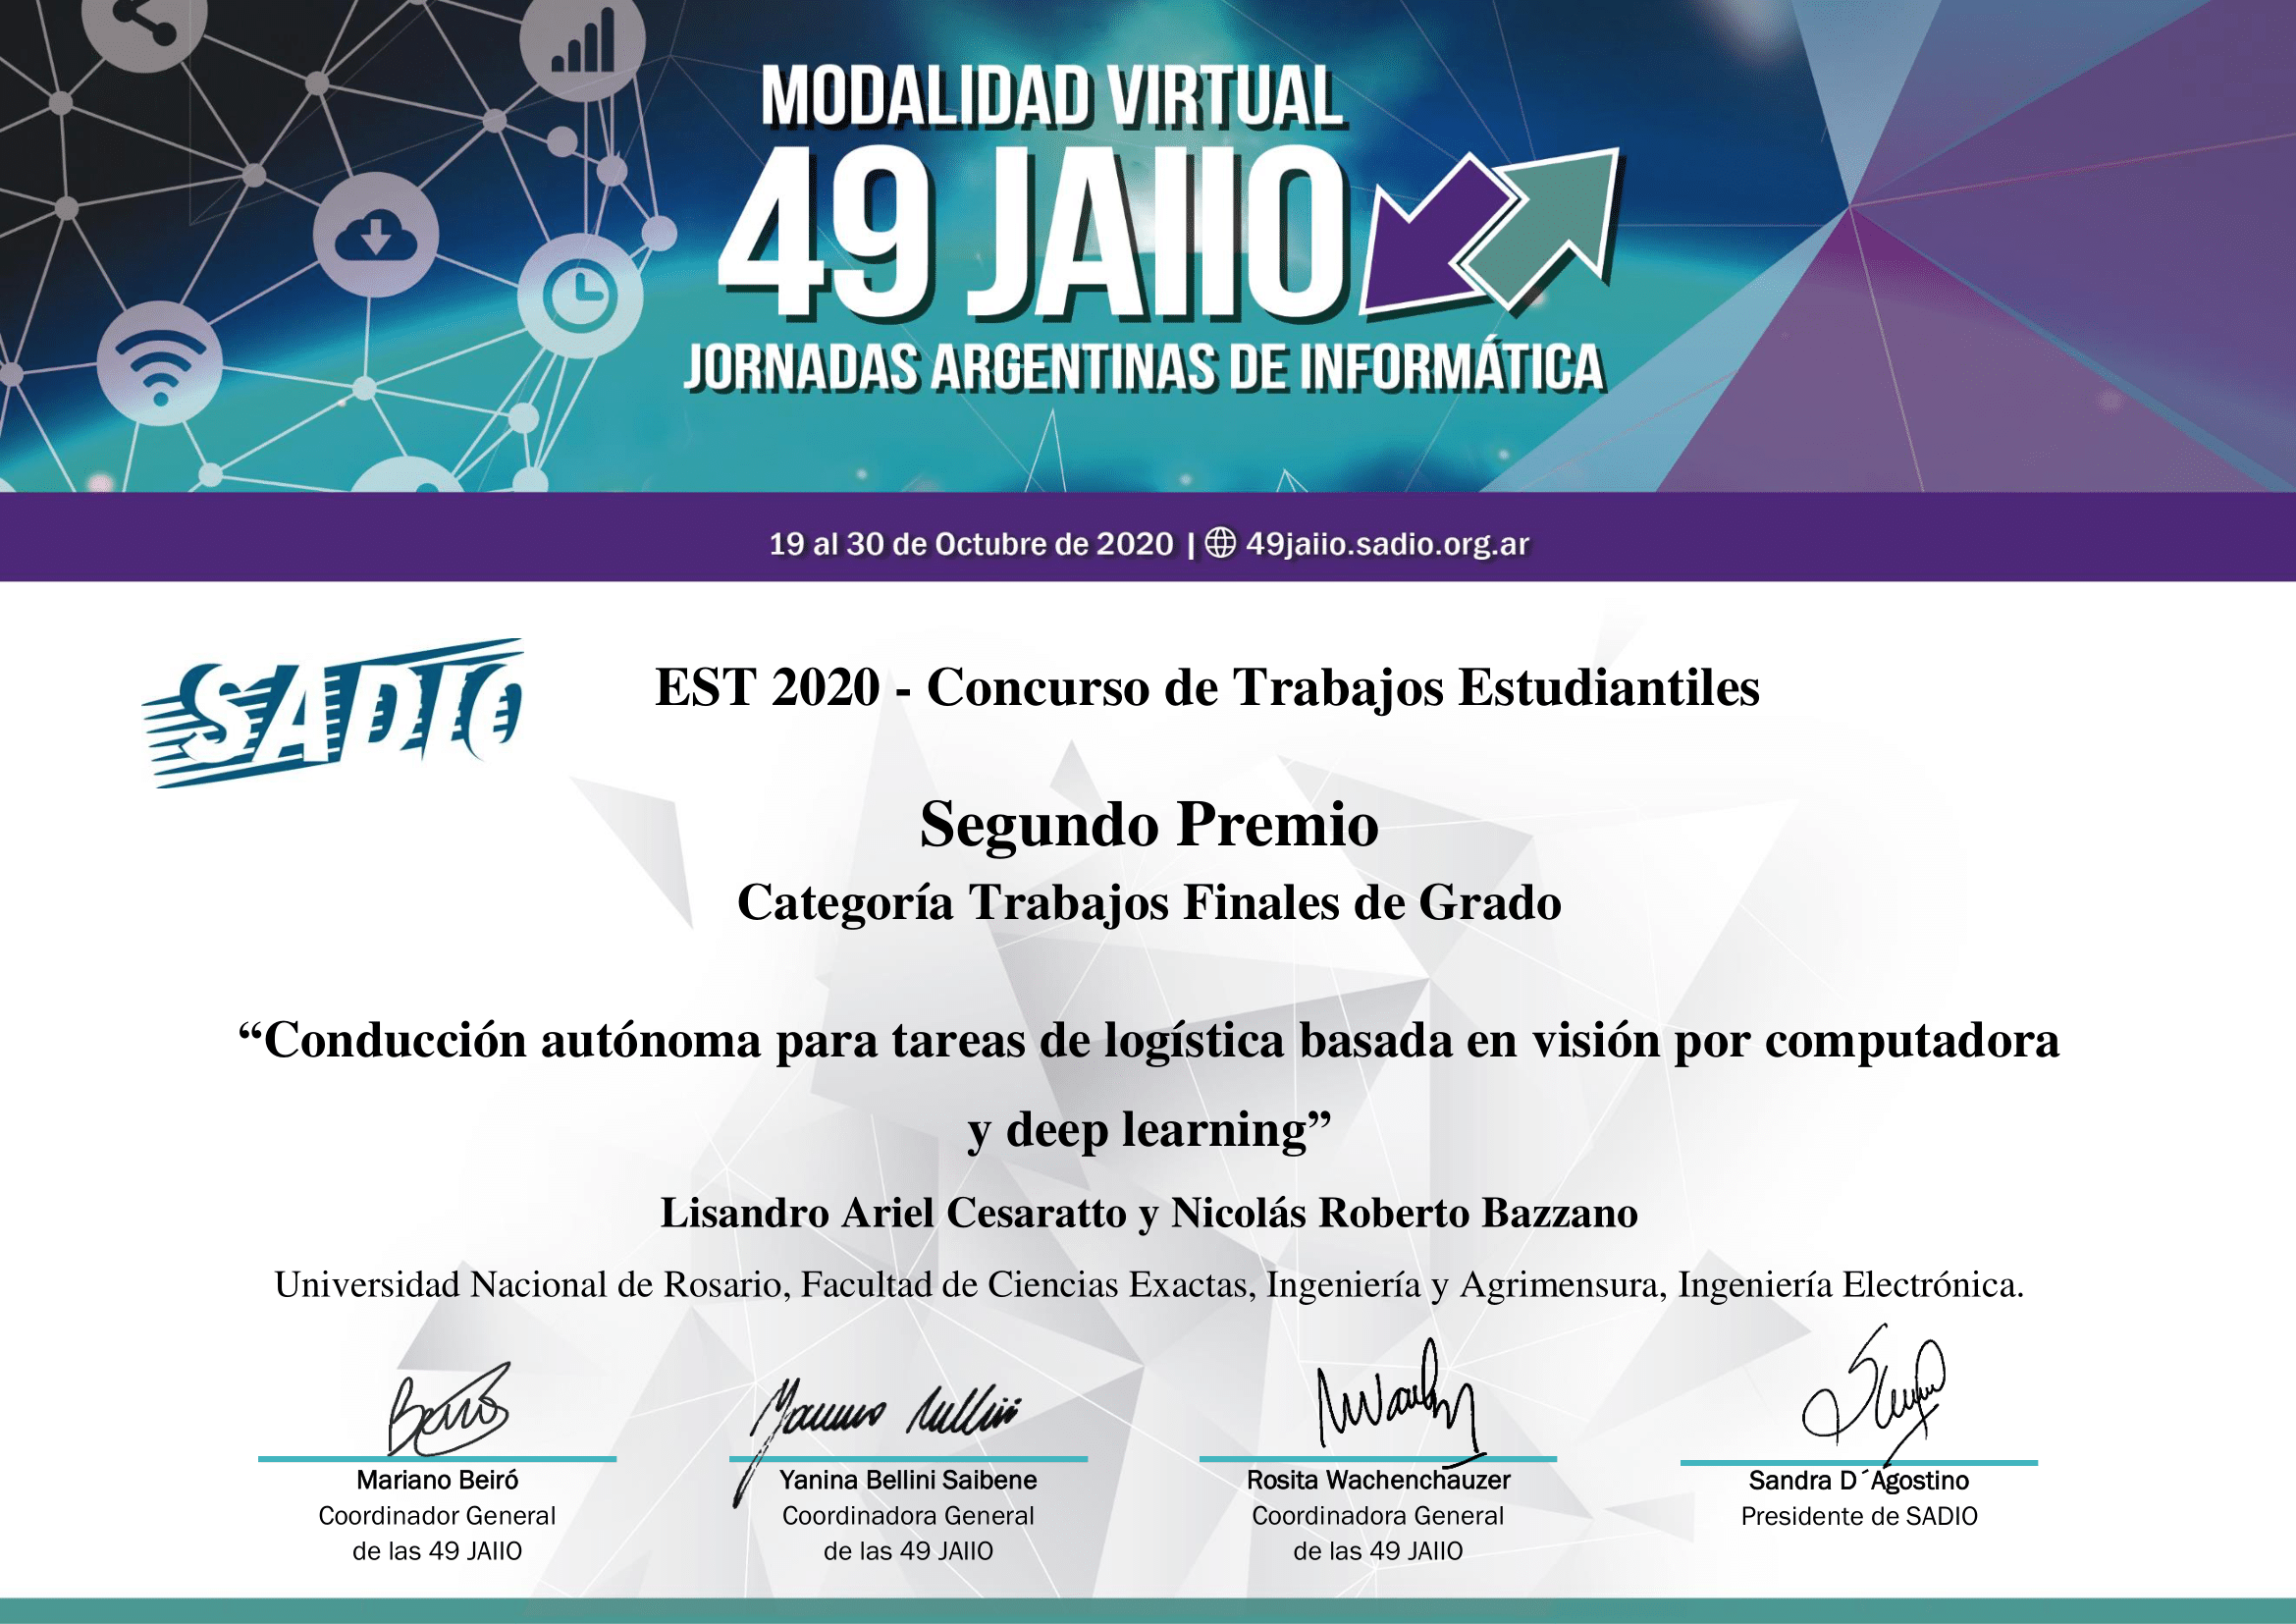 MODALIDAD VIRTUAL
49 JAIIO
JORNADAS ARGENTINAS DE INFORMÁTICA
19 al 30 de Octubre de 2020 | 49jaiio.sadio.org.ar
SADIO
EST 2020 - Concurso de Trabajos Estudiantiles
Segundo Premio
Categoría Trabajos Finales de Grado
“Conducción autónoma para tareas de logística basada en visión por computadora
y deep learning”
Lisandro Ariel Cesaratto y Nicolás Roberto Bazzano
Universidad Nacional de Rosario, Facultad de Ciencias Exactas, Ingeniería y Agrimensura, Ingeniería Electrónica.
Mariano Beiró
Coordinador General
de las 49 JAIIO
Yanina Bellini Saibene
Coordinadora General
de las 49 JAIIO
Rosita Wachenchauzer
Coordinadora General
de las 49 JAIIO
Sandra D´Agostino
Presidente de SADIO